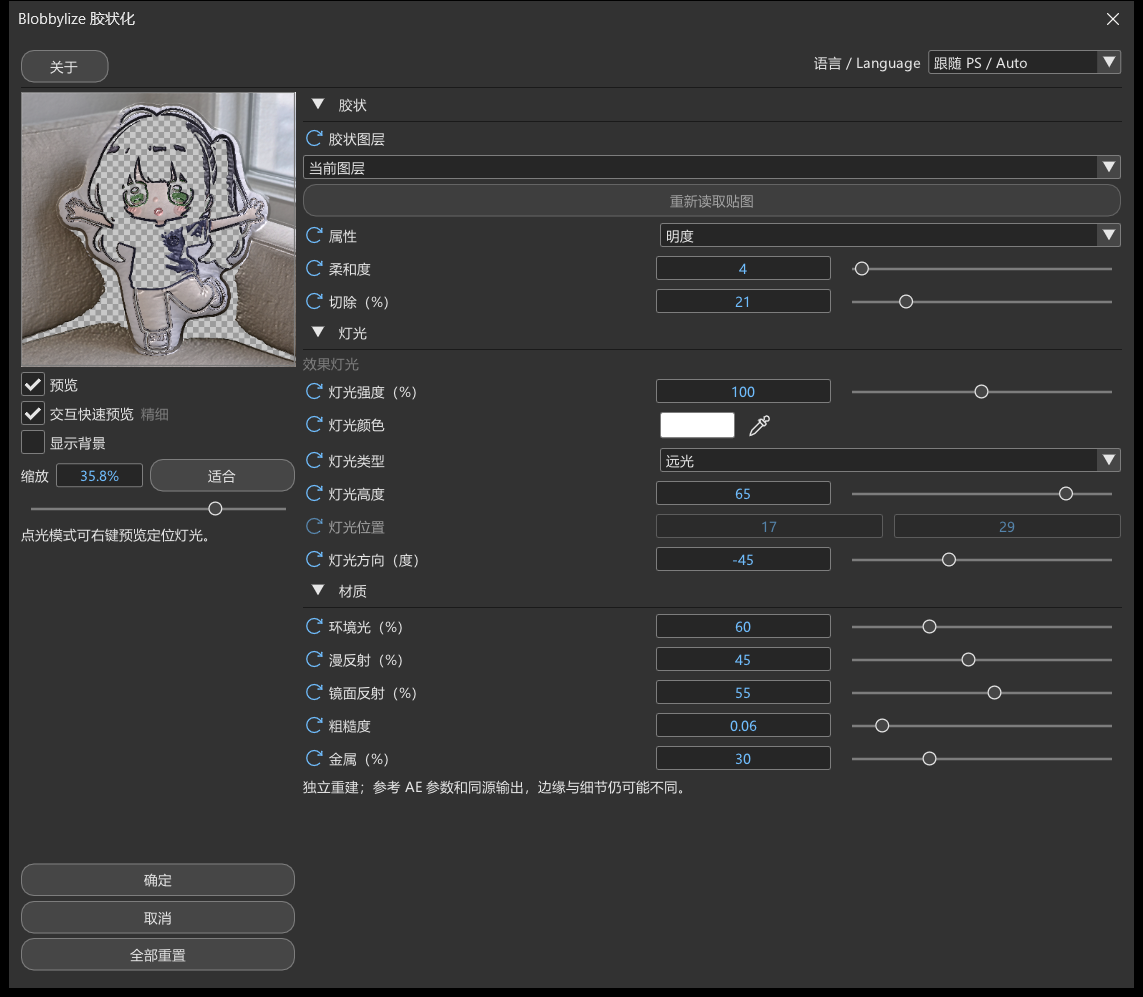 Blobbylize 胶状化
关于
语言 / Language 跟随 PS / Auto
胶状
胶状图层
当前图层
重新读取贴图
属性 明度
柔和度 4
切除（%） 21
灯光
效果灯光
灯光强度（%） 100
灯光颜色
灯光类型 远光
灯光高度 65
灯光位置 17 29
灯光方向（度） -45
材质
环境光（%） 60
漫反射（%） 45
镜面反射（%） 55
粗糙度 0.06
金属（%） 30
独立重建；参考 AE 参数和同源输出，边缘与细节仍可能不同。
预览
交互快速预览 精细
显示背景
缩放 35.8% 适合
点光模式可右键预览定位灯光。
确定
取消
全部重置